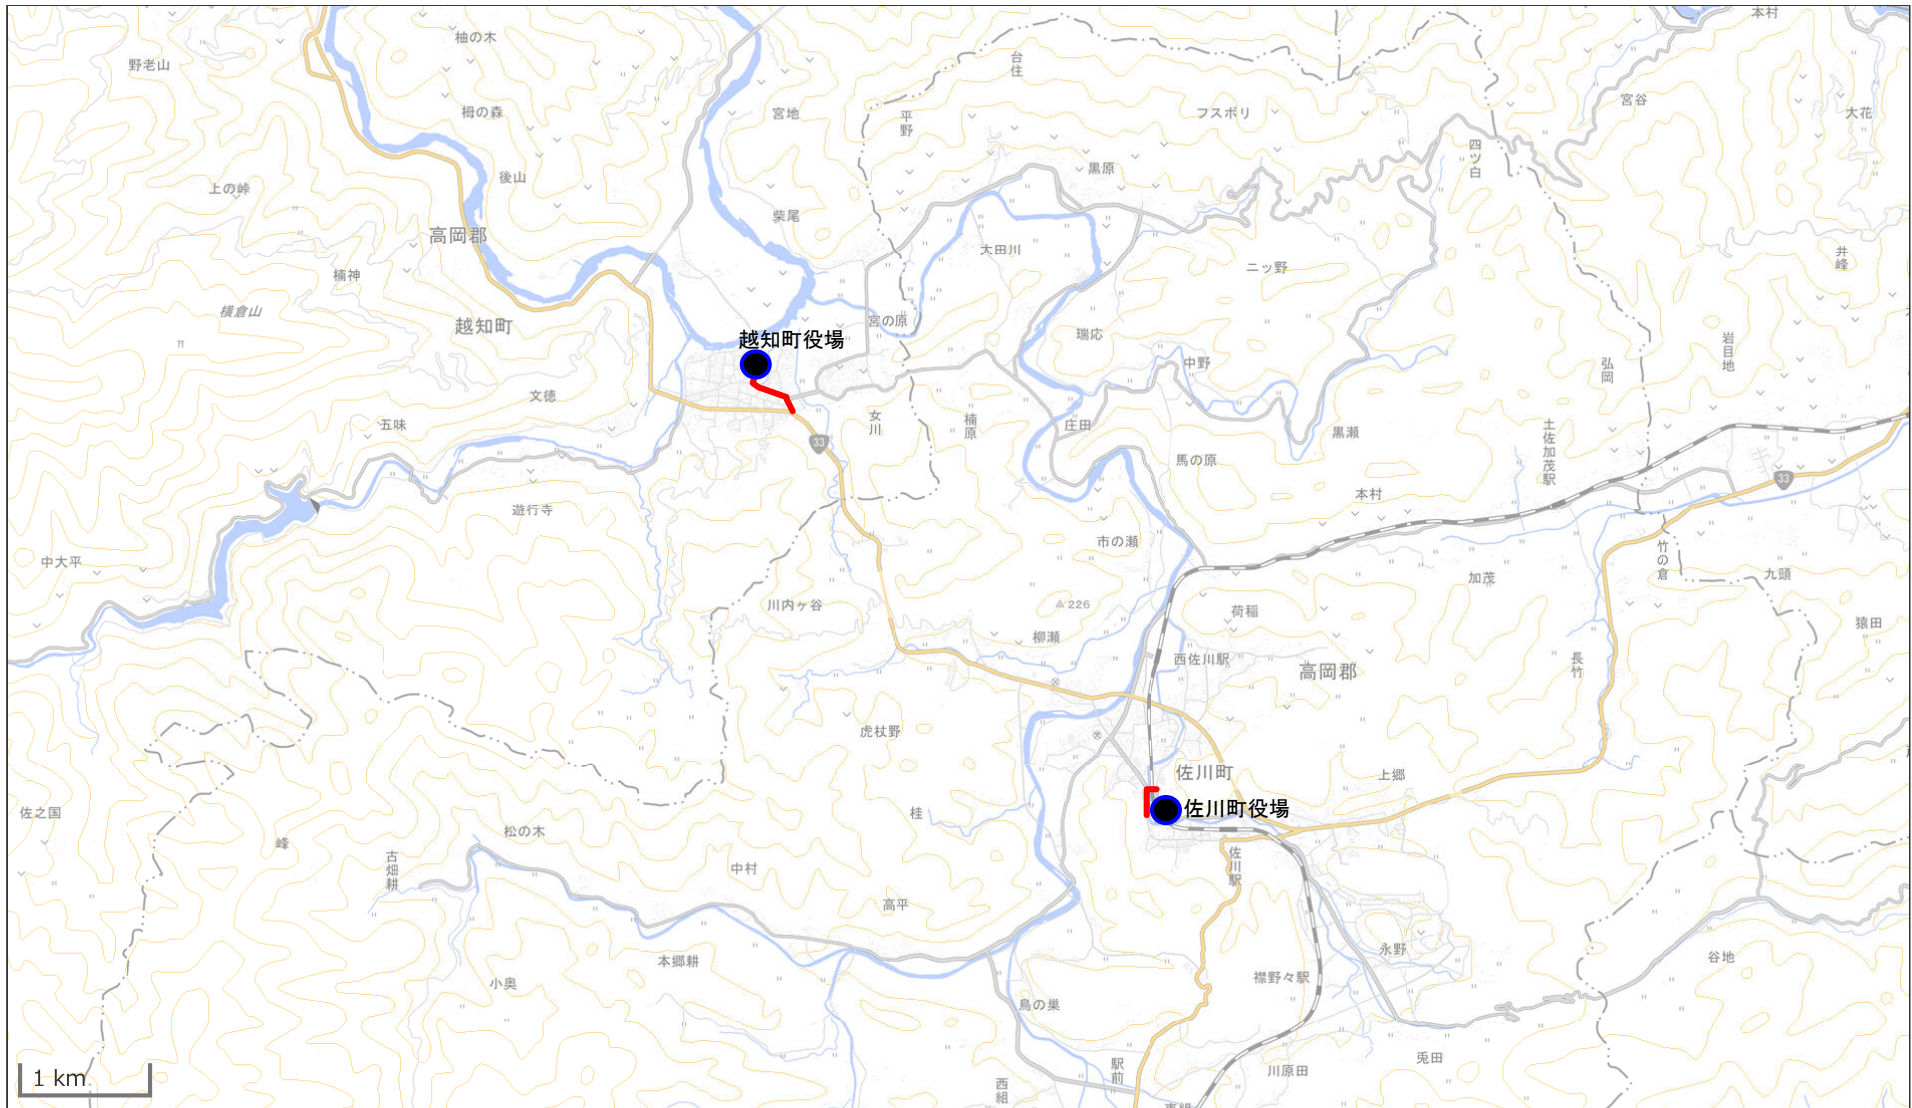 本村
柚の木
野老山
台住
宮谷
栂の森
宮地
平野
フスボリ
大花
四ツ白
黒原
後山
上の峠
柴尾
高岡郡
大田川
井峰
楠神
ニッ野
横倉山
越知町
宮の原
越知町役場
瑞応
岩目地
中野
弘岡
文徳
五味
女川
楠原
庄田
黒瀬
土佐加茂駅
33
馬の原
33
本村
遊行寺
市の瀬
中大平
竹の倉
加茂
九頭
川内ヶ谷
226
荷稲
猿田
柳瀬
西佐川駅
長竹
高岡郡
虎杖野
佐川町
上郷
佐之国
桂
佐川町役場
松の木
峰
古畑耕
中村
佐川駅
高平
永野
本郷耕
谷地
小奥
襟野々駅
鳥の巣
兎田
駅前
川原田
1 km
西組